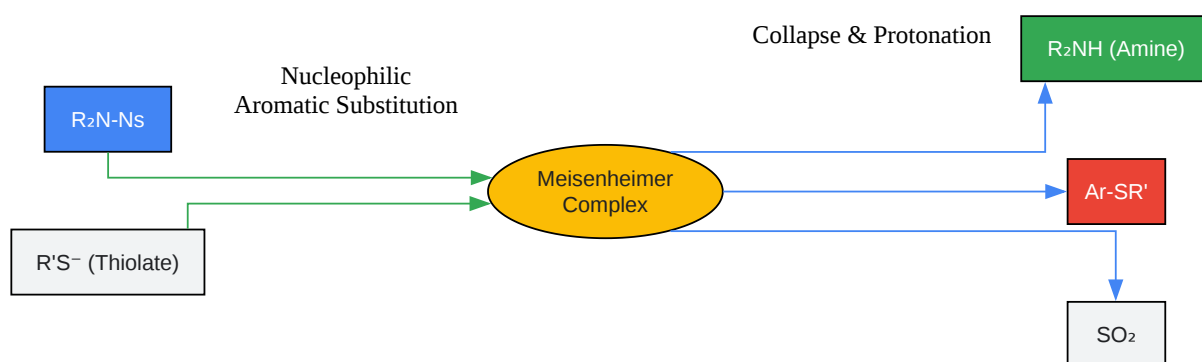 Collapse & Protonation
R₂NH (Amine)
Nucleophilic
Aromatic Substitution
R₂N-Ns
Meisenheimer
Complex
Ar-SR'
R'S⁻ (Thiolate)
SO₂